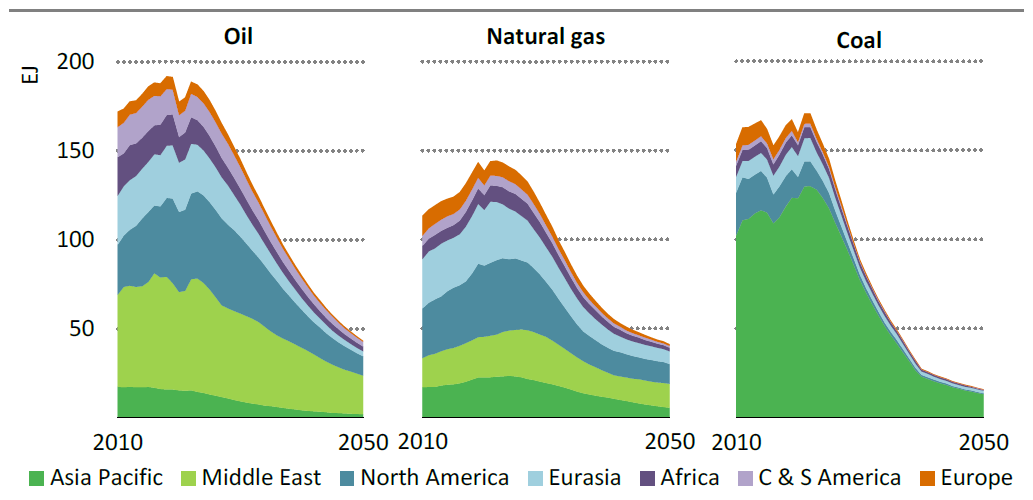 Oil
Natural gas
Coal
EJ
200
150
100
50
2010 2050 2010 2050 2010 2050
Asia Pacific Middle East North America Eurasia Africa C & S America Europe